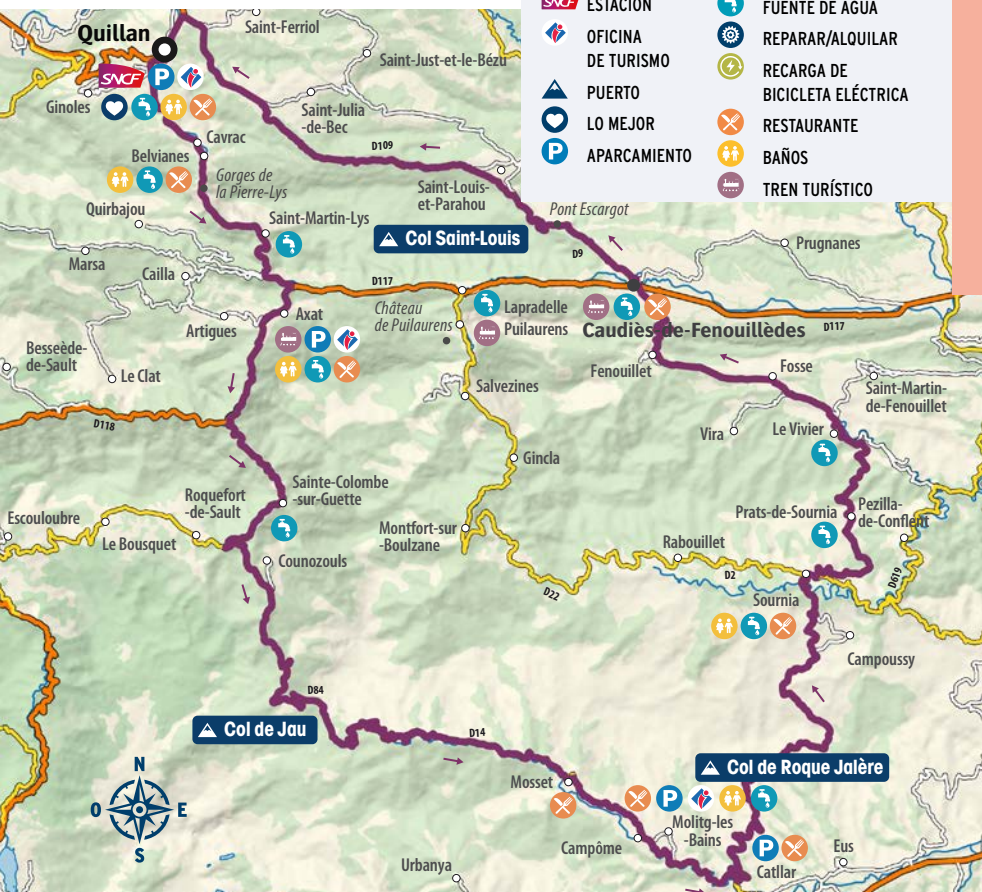 ESTACIÓN
FUENTE DE AGUA
OFICINA
DE TURISMO
REPARAR/ALQUILAR
RECARGA DE
BICICLETA ELÉCTRICA
PUERTO
LO MEJOR
RESTAURANTE
P
APARCAMIENTO
BAÑOS
TREN TURÍSTICO
Quillan
Saint-Ferriol
Saint-Just-et-le-Bézu
SNCF
P
Ginoles
Saint-Julia
-de-Bec
Cavrac
Belvianes
D109
Gorges de
la Pierre-Lys
Saint-Louis-
et-Parahou
Quirbajou
Saint-Martin-Lys
Pont Escargot
Col Saint-Louis
Marsa
D9
Prugnanes
Cailla
D117
Château
de Puilaurens
Lapradelle
Puilaurens
Axat
Artigues
Caudiès-de-Fenouillèdes
D117
P
Besseède-
de-Sault
Le Clat
Fenouillet
Fosse
Salvezines
Saint-Martin-
de-Fenouillet
D118
Vira
Le Vivier
Gincla
Sainte-Colombe
-sur-Guette
Roquefort
-de-Sault
Escouloubre
Le Bousquet
Montfort-sur
-Boulzane
Prats-de-Sournia
Pezilla-
de-Conflent
Rabouillet
Counozouls
D2
D619
D22
Sournia
Campoussy
D84
Col de Jau
D14
Col de Roque Jalère
N
O
E
S
Mosset
P
Molitg-les
-Bains
Campôme
P
Catllar
Eus
Urbanya